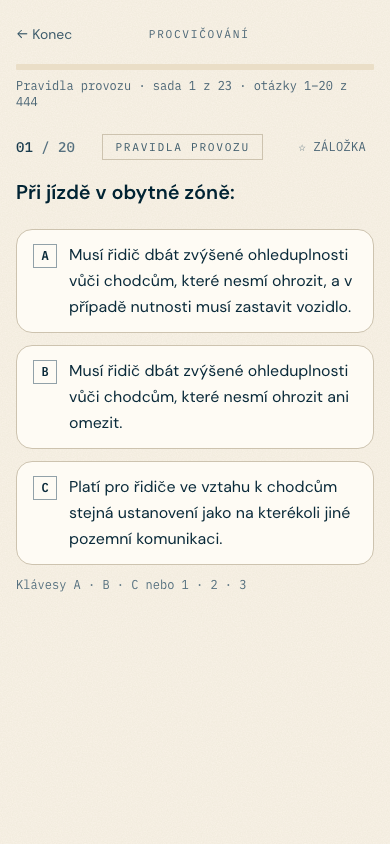 ← Konec
PROCVIČOVÁNÍ
Pravidla provozu · sada 1 z 23 · otázky 1–20 z
444
01 / 20
PRAVIDLA PROVOZU
☆ ZÁLOŽKA
Při jízdě v obytné zóně:
A
Musí řidič dbát zvýšené ohleduplnosti
vůči chodcům, které nesmí ohrozit, a v
případě nutnosti musí zastavit vozidlo.
B
Musí řidič dbát zvýšené ohleduplnosti
vůči chodcům, které nesmí ohrozit ani
omezit.
C
Platí pro řidiče ve vztahu k chodcům
stejná ustanovení jako na kterékoli jiné
pozemní komunikaci.
Klávesy A · B · C nebo 1 · 2 · 3